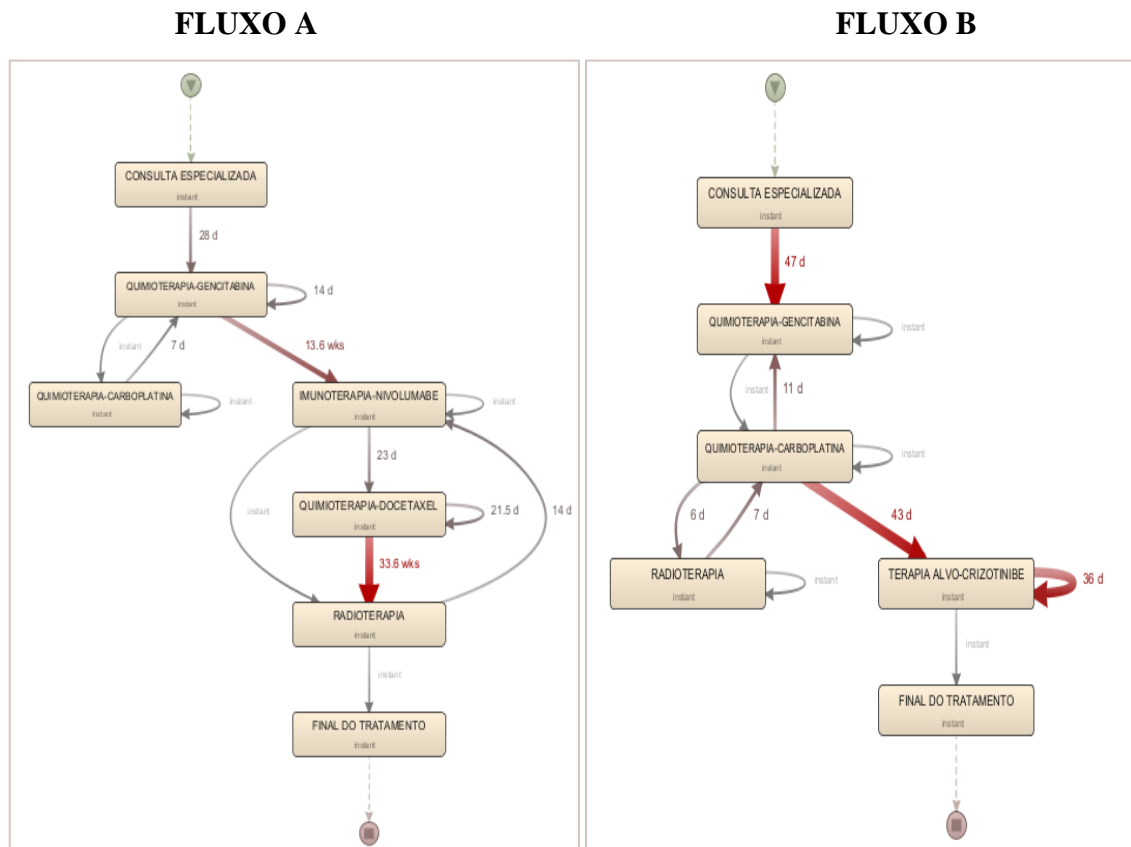 FLUXO A
FLUXO B
CONSULTA ESPECIALIZADA
instant
28 d
QUIMIOTERAPIA-GENCITABINA
instant
14 d
instant
7 d
13.6 wks
QUIMIOTERAPIA-CARBOPLATINA
instant
instant
IMUNOTERAPIA-NIVOLUMABE
instant
instant
23 d
instant
QUIMIOTERAPIA-DOCETAXEL
instant
21.5 d
14 d
33.6 wks
RADIOTERAPIA
instant
instant
FINAL DO TRATAMENTO
instant
CONSULTA ESPECIALIZADA
instant
47 d
QUIMIOTERAPIA-GENCITABINA
instant
instant
instant
11 d
QUIMIOTERAPIA-CARBOPLATINA
instant
instant
6 d
7 d
43 d
RADIOTERAPIA
instant
instant
TERAPIA ALVO-CRIZOTINIBE
instant
36 d
instant
FINAL DO TRATAMENTO
instant